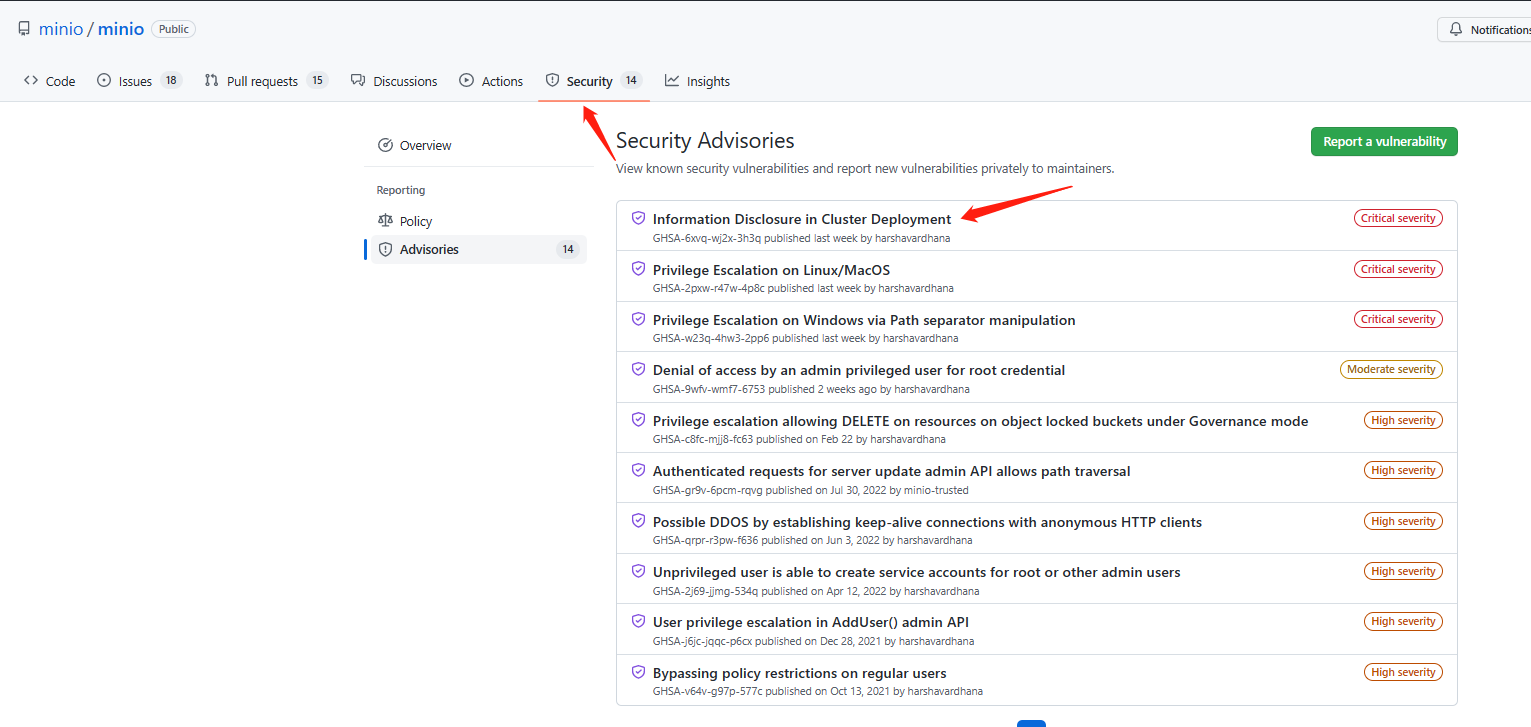 minio / minio Public
Notifications
Code Issues 18 Pull requests 15 Discussions Actions Security 14 Insights
Overview
Reporting
Policy
Advisories 14
Security Advisories
Report a vulnerability
View known security vulnerabilities and report new vulnerabilities privately to maintainers.
Information Disclosure in Cluster Deployment Critical severity
GHSA-6xvq-wj2x-3h3q published last week by harshavardhana
Privilege Escalation on Linux/MacOS Critical severity
GHSA-2pxw-r47w-4p8c published last week by harshavardhana
Privilege Escalation on Windows via Path separator manipulation Critical severity
GHSA-w23q-4hw3-2pp6 published last week by harshavardhana
Denial of access by an admin privileged user for root credential Moderate severity
GHSA-9wfv-wmf7-6753 published 2 weeks ago by harshavardhana
Privilege escalation allowing DELETE on resources on object locked buckets under Governance mode High severity
GHSA-c8fc-mjj8-fc63 published on Feb 22 by harshavardhana
Authenticated requests for server update admin API allows path traversal High severity
GHSA-gr9v-6pcm-rqvg published on Jul 30, 2022 by minio-trusted
Possible DDOS by establishing keep-alive connections with anonymous HTTP clients High severity
GHSA-qrpr-r3pw-f636 published on Jun 3, 2022 by harshavardhana
Unprivileged user is able to create service accounts for root or other admin users High severity
GHSA-2j69-jjmg-534q published on Apr 12, 2022 by harshavardhana
User privilege escalation in AddUser() admin API High severity
GHSA-j6jc-jqqc-p6cx published on Dec 28, 2021 by harshavardhana
Bypassing policy restrictions on regular users High severity
GHSA-v64v-g97p-577c published on Oct 13, 2021 by harshavardhana